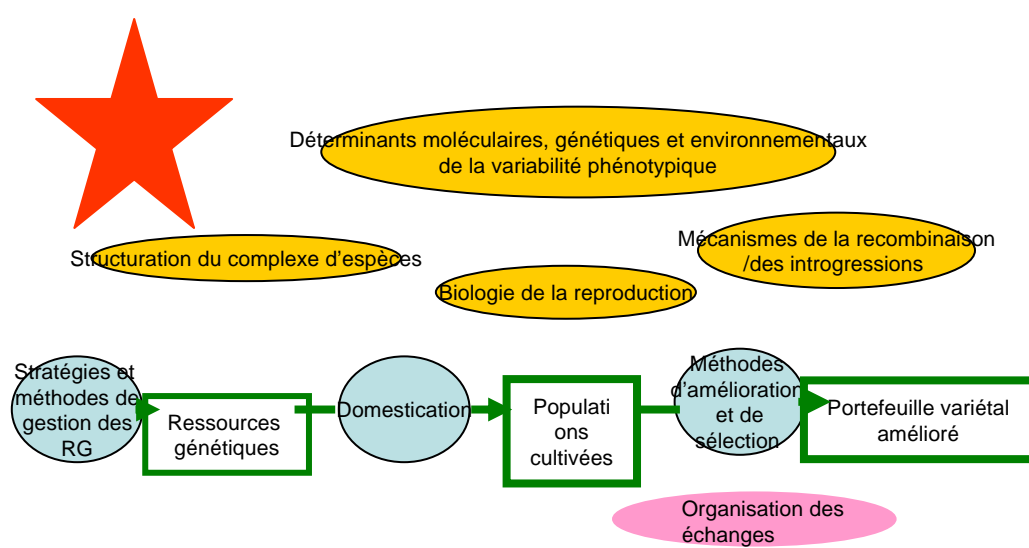 Déterminants moléculaires, génétiques et environnementaux
de la variabilité phénotypique
Structuration du complexe d'espèces
Mécanismes de la recombinaison
/des introgressions
Biologie de la reproduction
Stratégies et
méthodes de
gestion des
RG
Ressources
génétiques
Domestication
Populati
ons
cultivées
Méthodes
d'amélioration
et de
sélection
Portefeuille variétal
amélioré
Organisation des
échanges